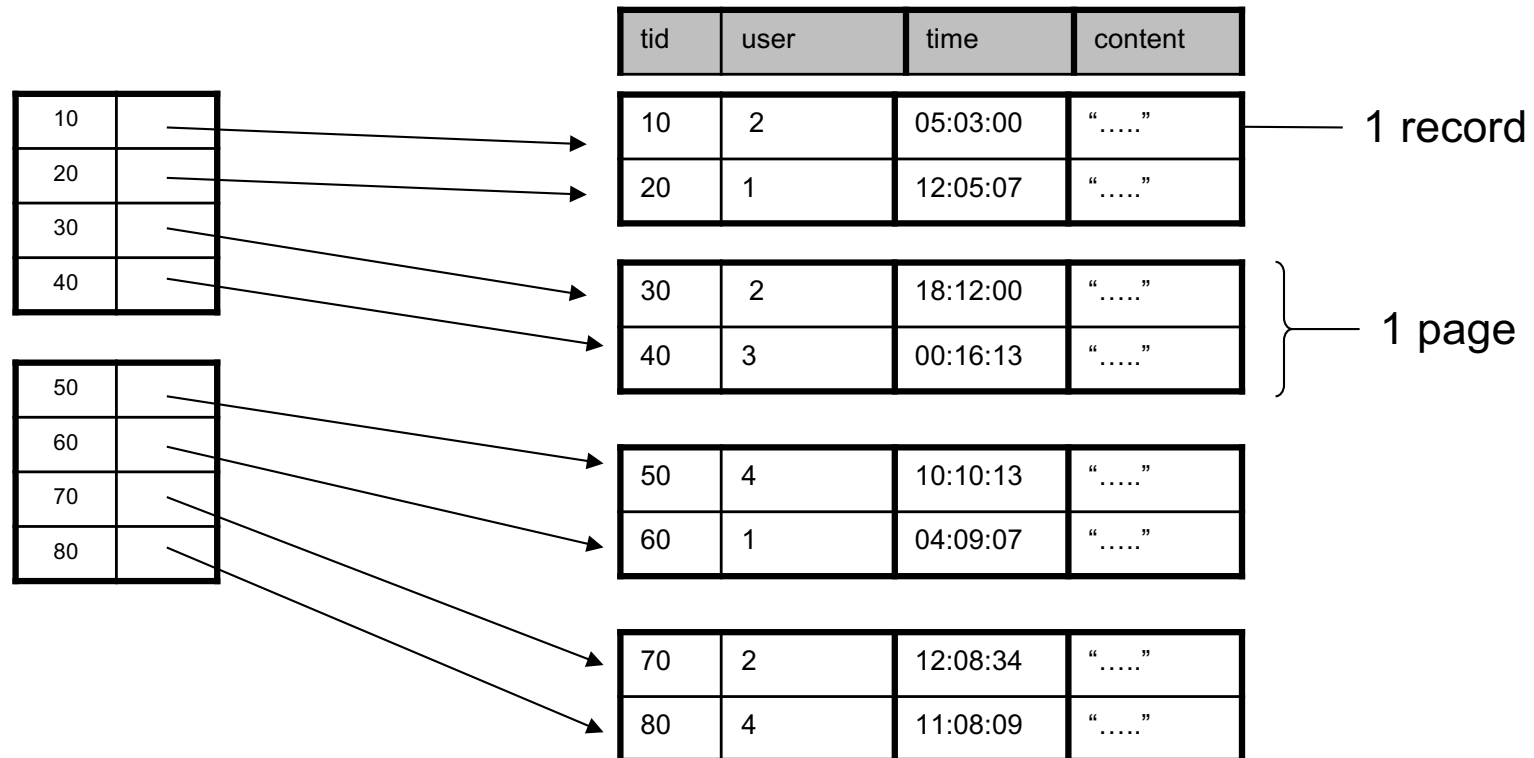 tid user time content
10
20
30
40
10 2 05:03:00 “…..”
20 1 12:05:07 “…..”
1 record
30 2 18:12:00 “…..”
40 3 00:16:13 “…..”
1 page
50
60
70
80
50 4 10:10:13 “…..”
60 1 04:09:07 “…..”
70 2 12:08:34 “…..”
80 4 11:08:09 “…..”